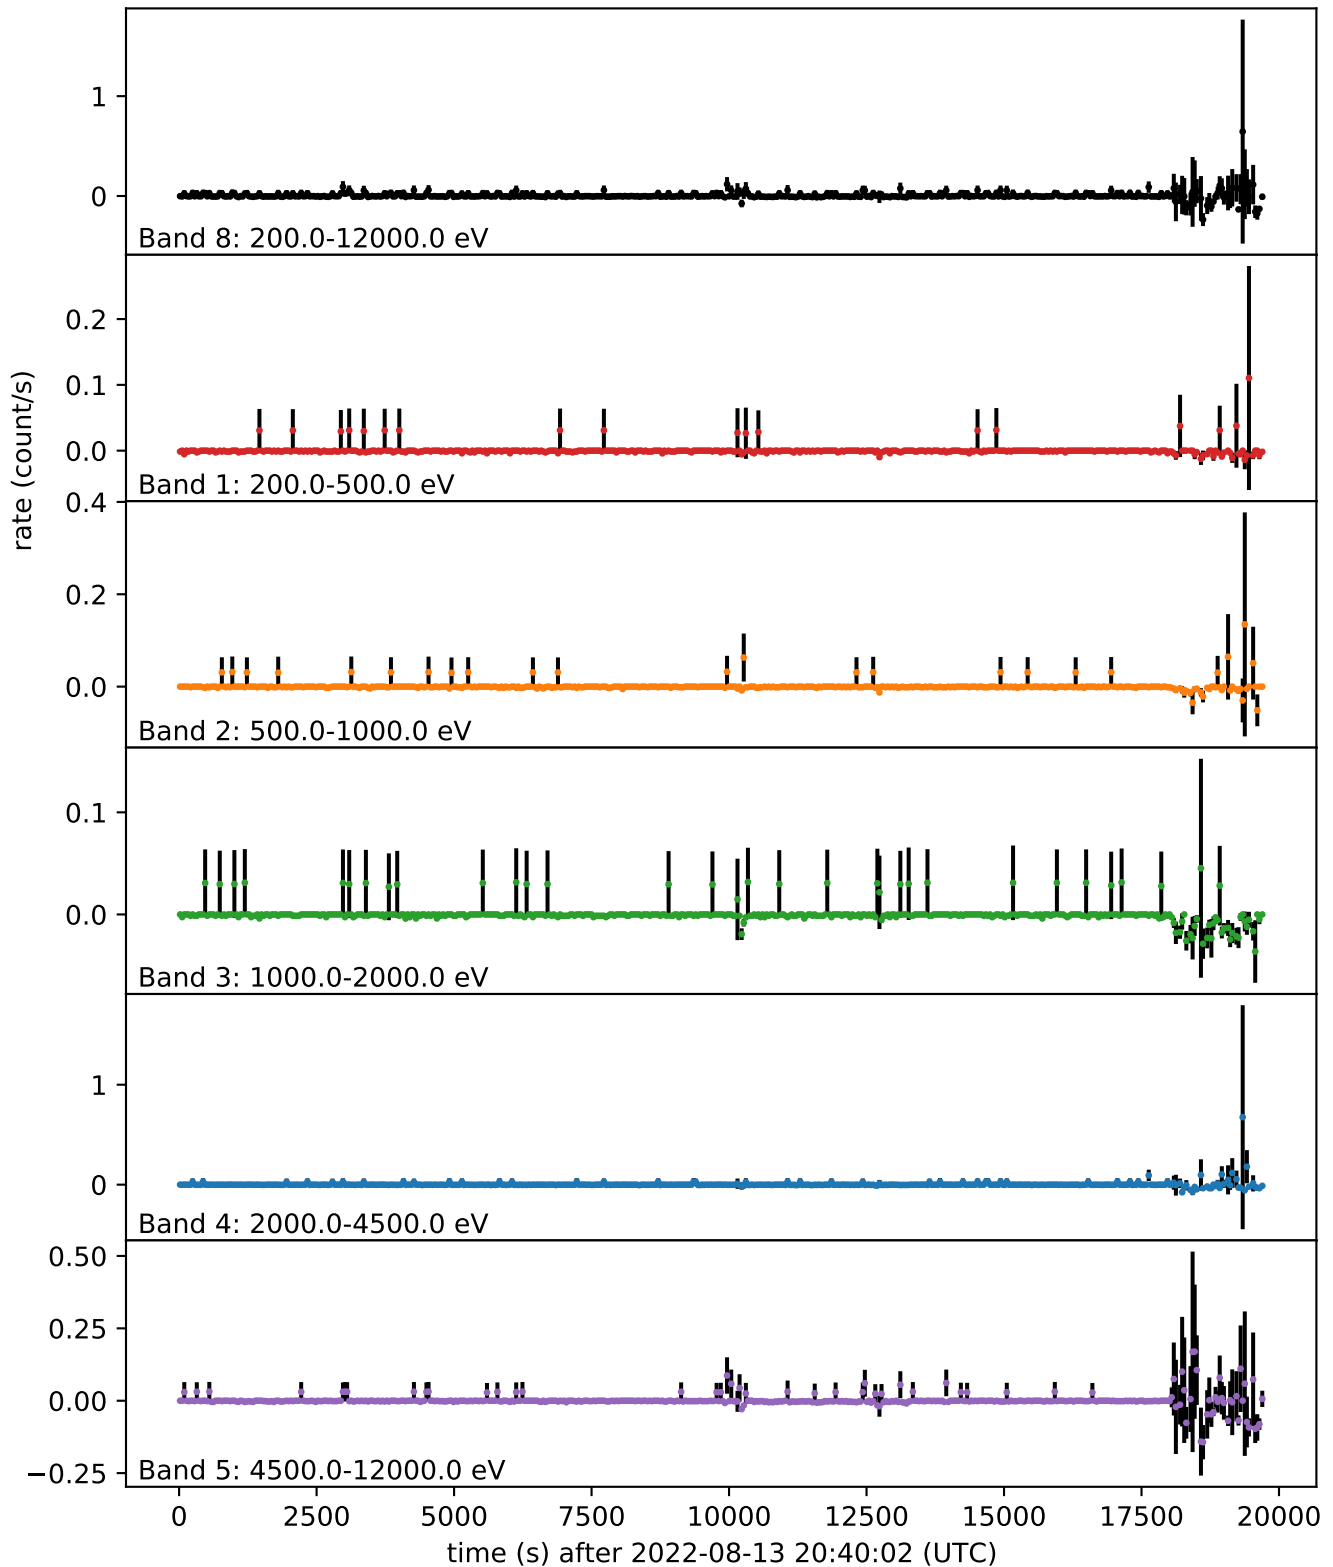 1
0
Band 8: 200.0-12000.0 eV
0.2
0.1
0.0
Band 1: 200.0-500.0 eV
rate (count/s)
0.4
0.2
0.0
Band 2: 500.0-1000.0 eV
0.1
0.0
Band 3: 1000.0-2000.0 eV
1
0
Band 4: 2000.0-4500.0 eV
0.50
0.25
0.00
−0.25
Band 5: 4500.0-12000.0 eV
0 2500 5000 7500 10000 12500 15000 17500 20000
time (s) after 2022-08-13 20:40:02 (UTC)